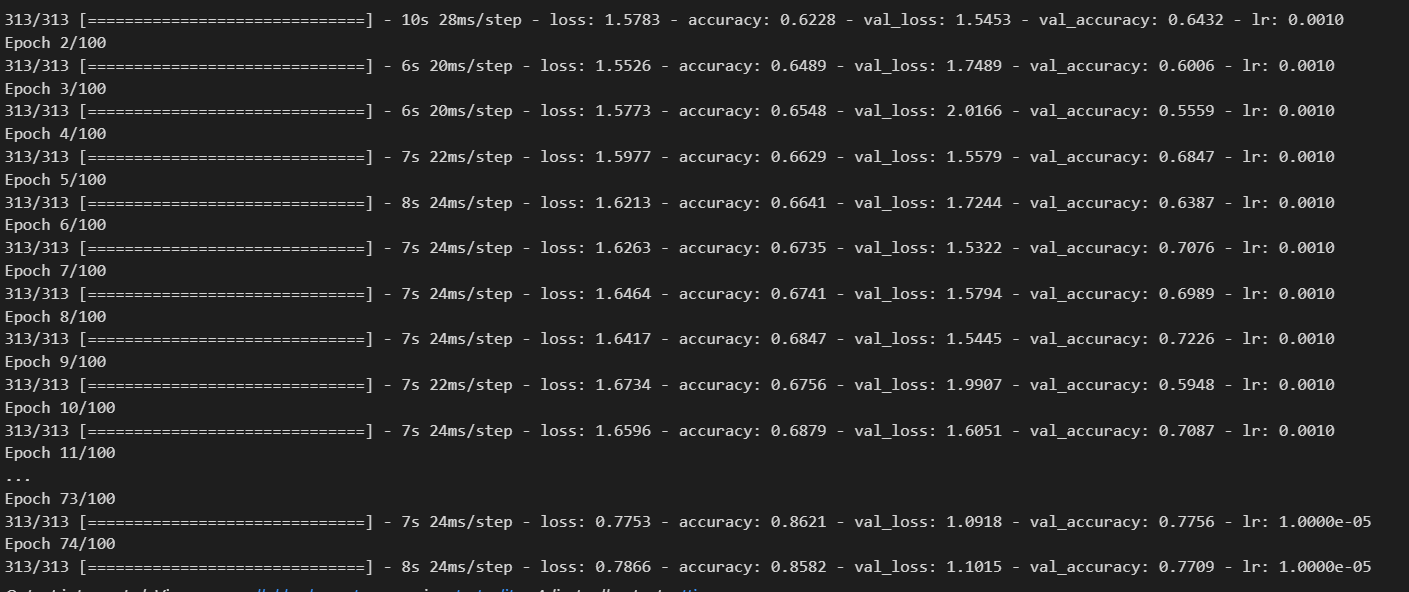 313/313 [==============================] - 10s 28ms/step - loss: 1.5783 - accuracy: 0.6228 - val_loss: 1.5453 - val_accuracy: 0.6432 - lr: 0.0010
Epoch 2/100
313/313 [==============================] - 6s 20ms/step - loss: 1.5526 - accuracy: 0.6489 - val_loss: 1.7489 - val_accuracy: 0.6006 - lr: 0.0010
Epoch 3/100
313/313 [==============================] - 6s 20ms/step - loss: 1.5773 - accuracy: 0.6548 - val_loss: 2.0166 - val_accuracy: 0.5559 - lr: 0.0010
Epoch 4/100
313/313 [==============================] - 7s 22ms/step - loss: 1.5977 - accuracy: 0.6629 - val_loss: 1.5579 - val_accuracy: 0.6847 - lr: 0.0010
Epoch 5/100
313/313 [==============================] - 8s 24ms/step - loss: 1.6213 - accuracy: 0.6641 - val_loss: 1.7244 - val_accuracy: 0.6387 - lr: 0.0010
Epoch 6/100
313/313 [==============================] - 7s 24ms/step - loss: 1.6263 - accuracy: 0.6735 - val_loss: 1.5322 - val_accuracy: 0.7076 - lr: 0.0010
Epoch 7/100
313/313 [==============================] - 7s 24ms/step - loss: 1.6464 - accuracy: 0.6741 - val_loss: 1.5794 - val_accuracy: 0.6989 - lr: 0.0010
Epoch 8/100
313/313 [==============================] - 7s 24ms/step - loss: 1.6417 - accuracy: 0.6847 - val_loss: 1.5445 - val_accuracy: 0.7226 - lr: 0.0010
Epoch 9/100
313/313 [==============================] - 7s 22ms/step - loss: 1.6734 - accuracy: 0.6756 - val_loss: 1.9907 - val_accuracy: 0.5948 - lr: 0.0010
Epoch 10/100
313/313 [==============================] - 7s 24ms/step - loss: 1.6596 - accuracy: 0.6879 - val_loss: 1.6051 - val_accuracy: 0.7087 - lr: 0.0010
Epoch 11/100
...
Epoch 73/100
313/313 [==============================] - 7s 24ms/step - loss: 0.7753 - accuracy: 0.8621 - val_loss: 1.0918 - val_accuracy: 0.7756 - lr: 1.0000e-05
Epoch 74/100
313/313 [==============================] - 8s 24ms/step - loss: 0.7866 - accuracy: 0.8582 - val_loss: 1.1015 - val_accuracy: 0.7709 - lr: 1.0000e-05